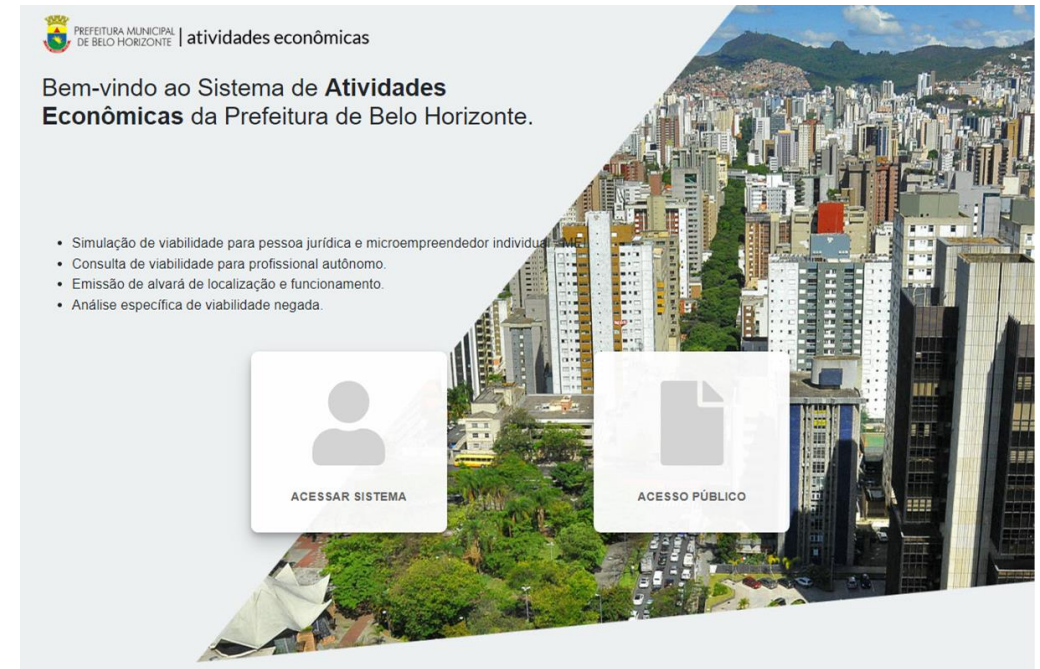 PREFEITURA MUNICIPAL
DE BELO HORIZONTE | atividades econômicas
Bem-vindo ao Sistema de Atividades
Econômicas da Prefeitura de Belo Horizonte.
• Simulação de viabilidade para pessoa jurídica e microempreendedor individual - MEI
• Consulta de viabilidade para profissional autônomo.
• Emissão de alvará de localização e funcionamento.
• Análise específica de viabilidade negada.
ACESSAR SISTEMA
ACESSO PÚBLICO